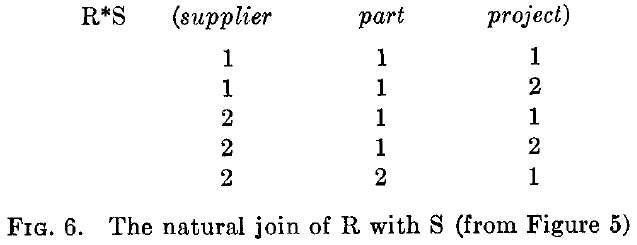 R*S (supplier part project)
1 1 1
1 1 2
2 1 1
2 1 2
2 2 1
FIG. 6. The natural join of R with S (from Figure 5)